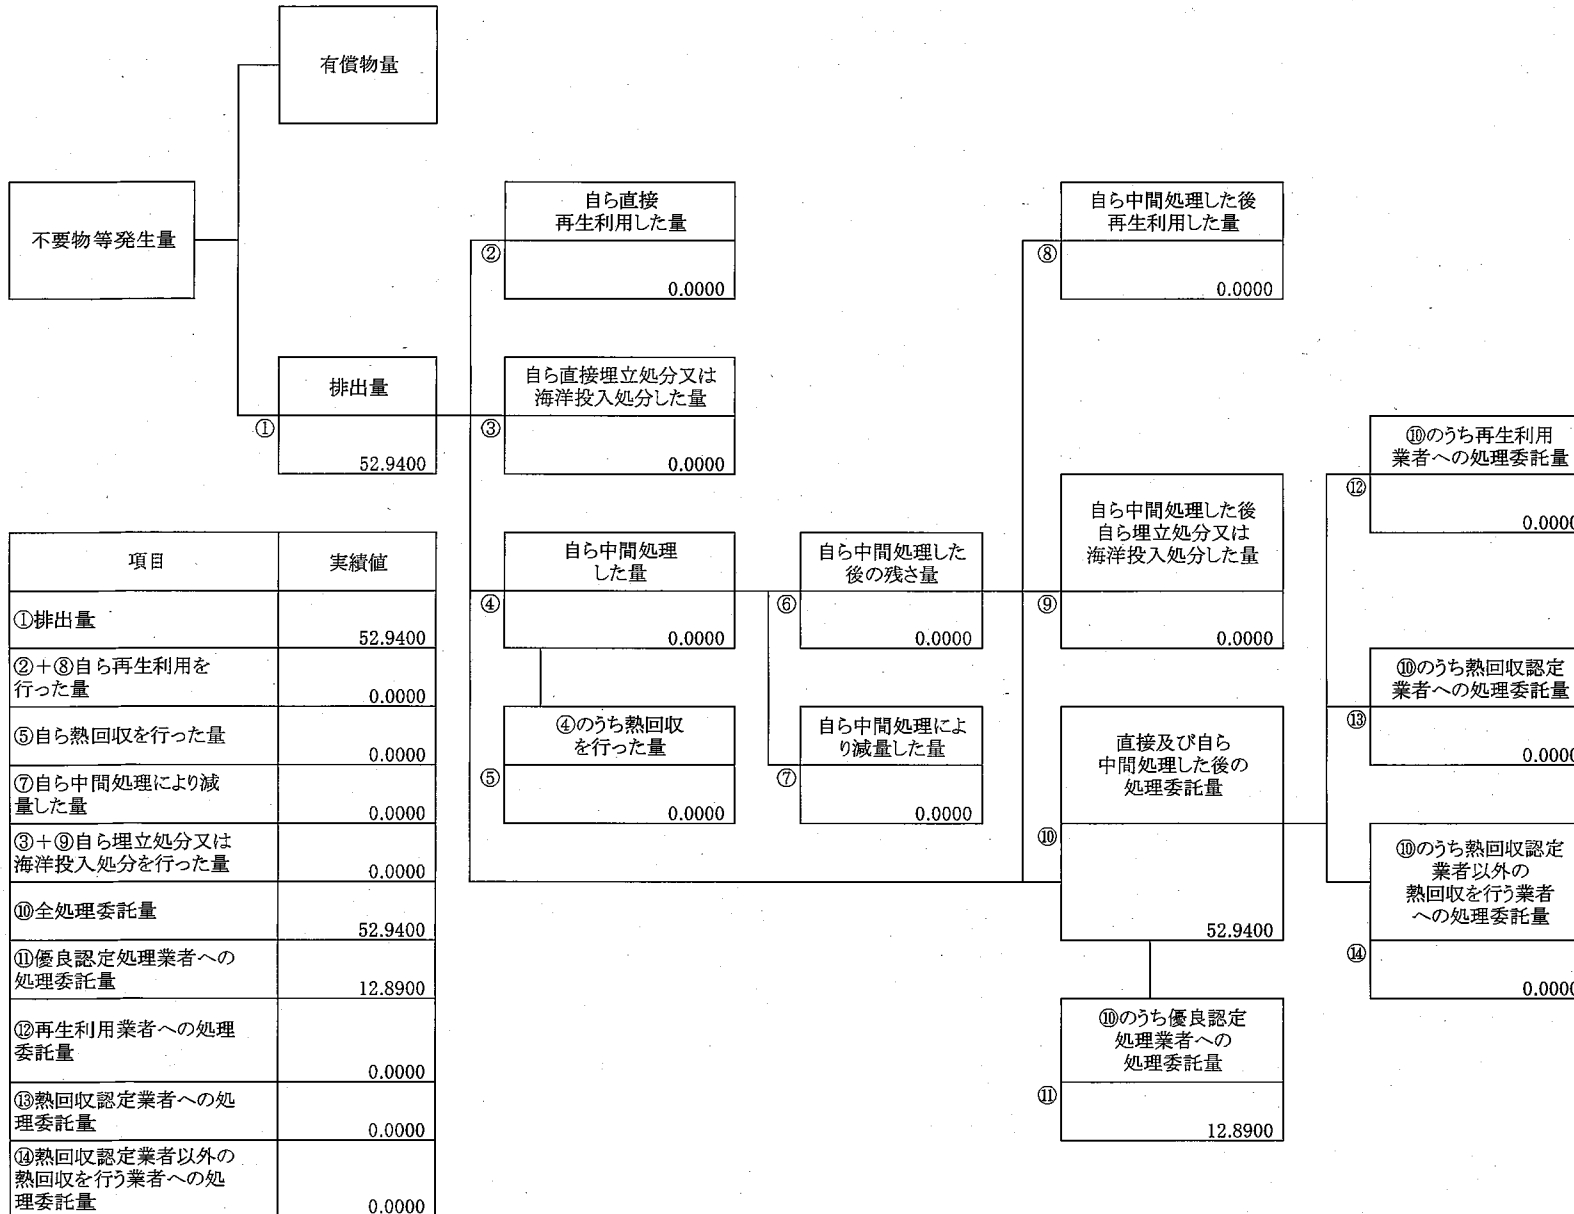 有償物量
不要物等発生量
排出量
①
52.9400
自ら直接
再生利用した量
②
0.0000
自ら直接埋立処分又は
海洋投入処分した量
③
0.0000
自ら中間処理
した量
④
0.0000
④のうち熱回収
を行った量
⑤
0.0000
自ら中間処理した
後の残さ量
⑥
0.0000
自ら中間処理によ
り減量した量
⑦
0.0000
自ら中間処理した後
再生利用した量
⑧
0.0000
自ら中間処理した後
自ら埋立処分又は
海洋投入処分した量
⑨
0.0000
直接及び自ら
中間処理した後の
処理委託量
⑩
52.9400
⑩のうち優良認定
処理業者への
処理委託量
⑪
12.8900
⑩のうち再生利用
業者への処理委託量
⑫
0.0000
⑩のうち熱回収認定
業者への処理委託量
⑬
0.0000
⑩のうち熱回収認定
業者以外の
熱回収を行う業者
への処理委託量
⑭
0.0000
項目
実績値
①排出量
52.9400
②+⑧自ら再生利用を
行った量
0.0000
⑤自ら熱回収を行った量
0.0000
⑦自ら中間処理により減
量した量
0.0000
③+⑨自ら埋立処分又は
海洋投入処分を行った量
0.0000
⑩全処理委託量
52.9400
⑪優良認定処理業者への
処理委託量
12.8900
⑫再生利用業者への処理
委託量
0.0000
⑬熱回収認定業者への処
理委託量
0.0000
⑭熱回収認定業者以外の
熱回収を行う業者への処
理委託量
0.0000